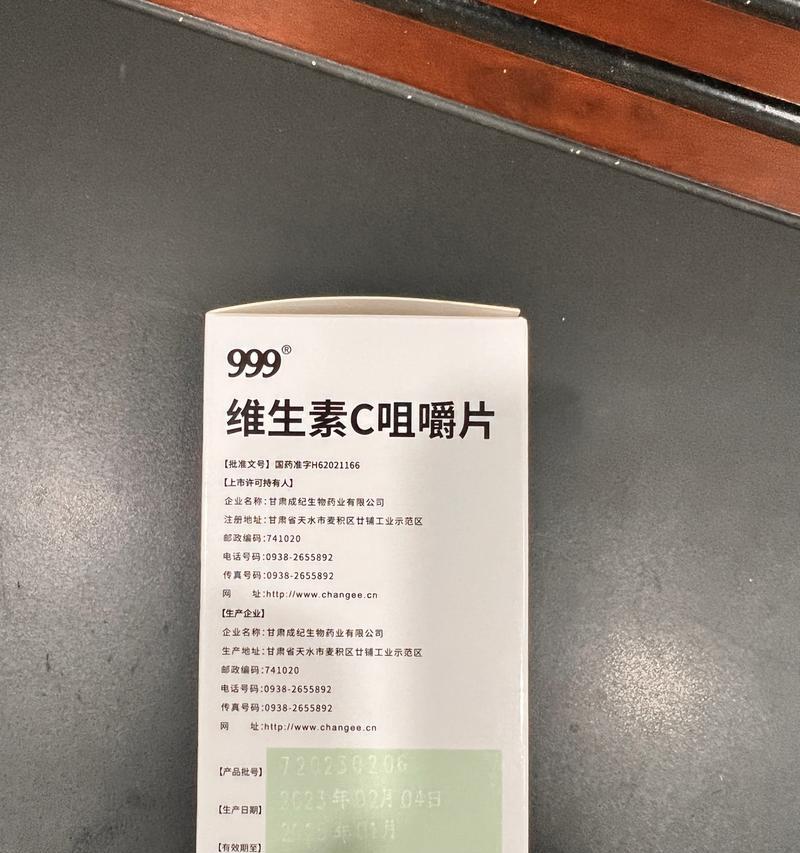 999®
维生素C咀嚼片
【批准文号】国药准字H62021166
【上市许可持有人】
企业名称:甘肃成纪生物药业有限公司
注册地址:甘肃省天水市麦积区廿铺工业示范区
邮政编码:741020
电话号码:0938-2655892
传真号码:0938-2655892
网 址:http://www.changee.cn
【生产企业】
企业名称:甘肃成纪生物药业有限公司
生产地址:甘肃省天水市麦积区廿铺工业示范区
邮政编码:741020
电话号码:0938-2655892
传真号码:0938-2655892
网 址:http://www.changee.cn
【产品批号】 720230206
【生产日期】 2023年02月04日
【有效期至】 年01月